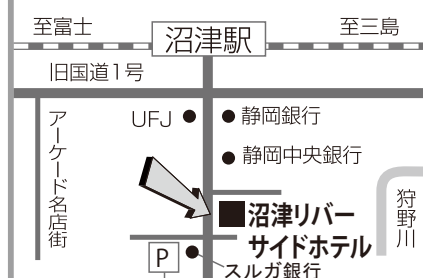 至富士
至三島
沼津駅
旧国道1号
UFJ
静岡銀行
静岡中央銀行
アーケード名店街
狩野川
沼津リバー
サイドホテル
P
スルガ銀行